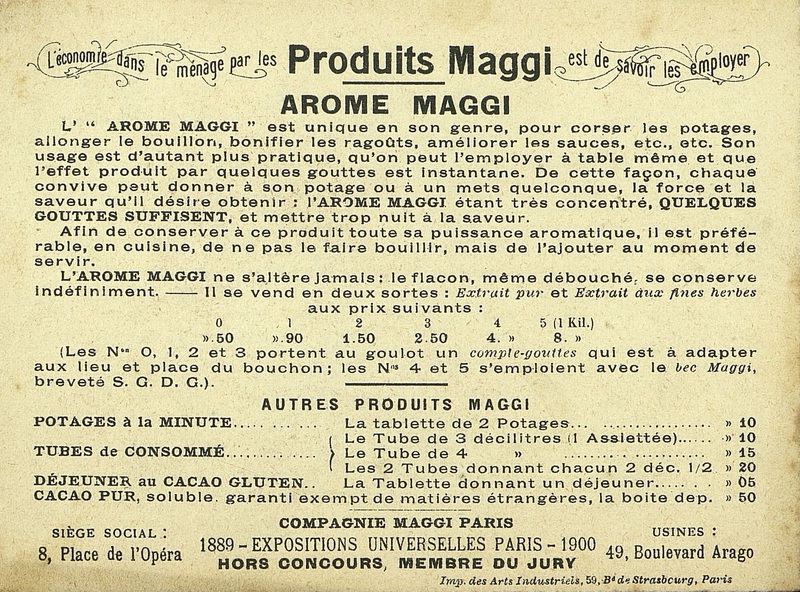 L'économie dans le ménage par les Produits Maggi est de savoir les employer
AROME MAGGI
L' “ AROME MAGGI ” est unique en son genre, pour corser les potages,
allonger le bouillon, bonifier les ragoûts, améliorer les sauces, etc., etc. Son
usage est d'autant plus pratique, qu'on peut l'employer à table même et que
l'effet produit par quelques gouttes est instantané. De cette façon, chaque
convive peut donner à son potage ou à un mets quelconque, la force et la
saveur qu'il désire obtenir : l'AROME MAGGI étant très concentré, QUELQUES
GOUTTES SUFFISENT, et mettre trop nuit à la saveur.
Afin de conserver à ce produit toute sa puissance aromatique, il est préfé-
rable, en cuisine, de ne pas le faire bouillir, mais de l'ajouter au moment de
servir.
L'AROME MAGGI ne s'altère jamais ; le flacon, même débouché, se conserve
indéfiniment. — Il se vend en deux sortes : Extrait pur et Extrait aux fines herbes
aux prix suivants :
0 1 2 3 4 5 (1 Kil.)
».50 ».90 1.50 2.50 4. » 8. »
(Les Nos 0, 1, 2 et 3 portent au goulot un compte-gouttes qui est à adapter
aux lieu et place du bouchon ; les Nos 4 et 5 s'emploient avec le bec Maggi,
breveté S. G. D. G.).
AUTRES PRODUITS MAGGI
POTAGES à la MINUTE..... La tablette de 2 Potages... » 10
TUBES de CONSOMMÉ...... Le Tube de 3 décilitres (1 Assiettée)..... » 10
Le Tube de 4 » ..... » 15
Les 2 Tubes donnant chacun 2 déc. 1/2 » 20
DÉJEUNER au CACAO GLUTEN.. La Tablette donnant un déjeuner..... » 05
CACAO PUR, soluble. garanti exempt de matières étrangères, la boite dep. » 50
COMPAGNIE MAGGI PARIS
SIÈGE SOCIAL :
8, Place de l'Opéra
1889 - EXPOSITIONS UNIVERSELLES PARIS - 1900
HORS CONCOURS, MEMBRE DU JURY
USINES :
49, Boulevard Arago
Imp. des Arts Industriels, 59, Bd de Strasbourg, Paris